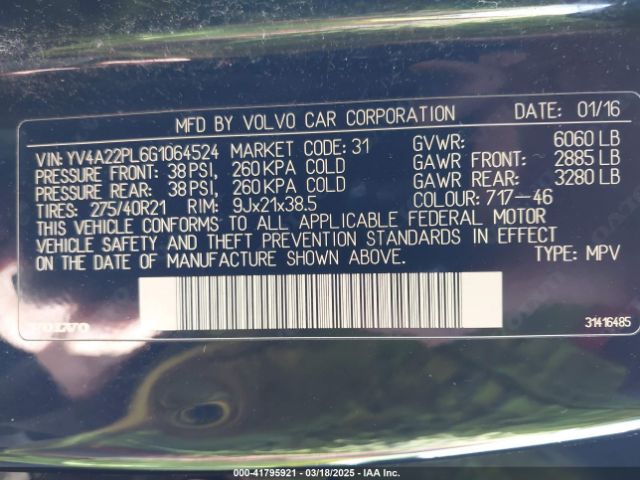 MFD BY VOLVO CAR CORPORATION DATE: 01/16
VIN: YV4A22PL6G1064524 MARKET CODE: 31 GVWR: 6060 LB
PRESSURE FRONT: 38 PSI, 260 KPA COLD GAWR FRONT: 2885 LB
PRESSURE REAR: 38 PSI, 260 KPA COLD GAWR REAR: 3280 LB
TIRES: 275/40R21 RIM: 9Jx21x38.5 COLOUR: 717-46
THIS VEHICLE CONFORMS TO ALL APPLICABLE FEDERAL MOTOR
VEHICLE SAFETY AND THEFT PREVENTION STANDARDS IN EFFECT
ON THE DATE OF MANUFACTURE SHOWN ABOVE. TYPE: MPV
VOLVO 31416485
000-41795921 - 03/18/2025 - IAA Inc.